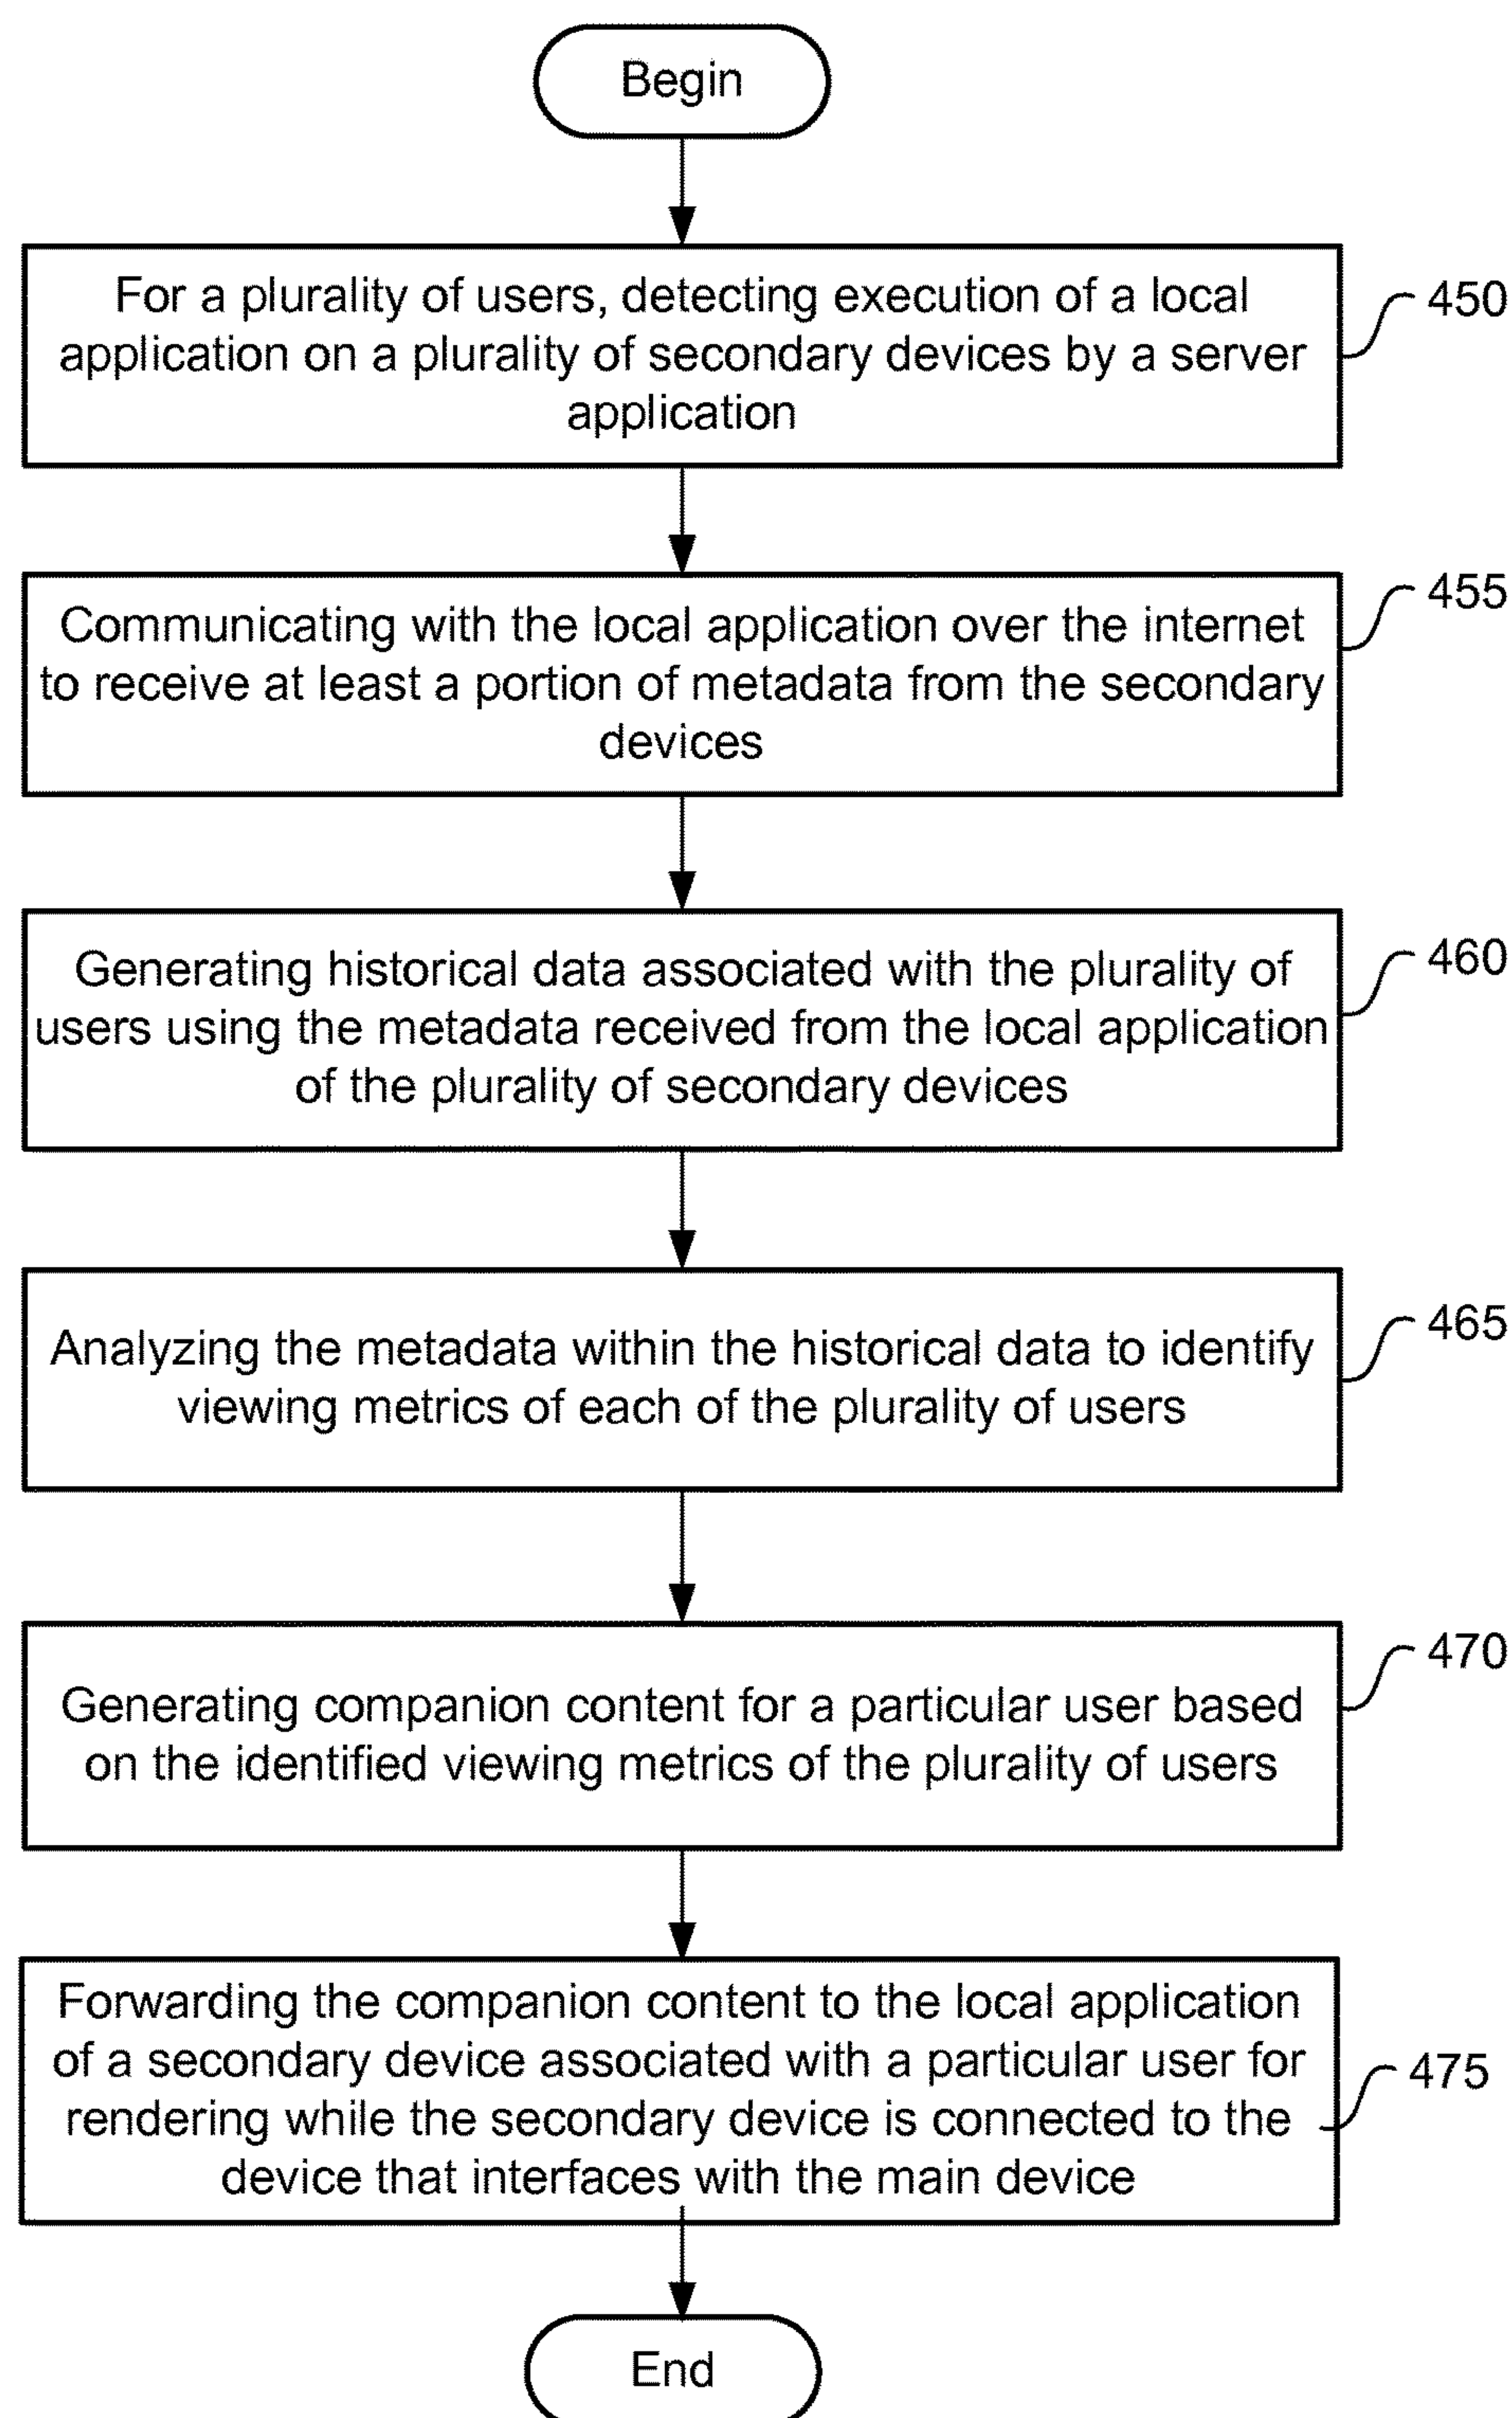 Begin
For a plurality of users, detecting execution of a local
application on a plurality of secondary devices by a server
application
450
Communicating with the local application over the internet
to receive at least a portion of metadata from the secondary
devices
455
Generating historical data associated with the plurality of
users using the metadata received from the local application
of the plurality of secondary devices
460
Analyzing the metadata within the historical data to identify
viewing metrics of each of the plurality of users
465
Generating companion content for a particular user based
on the identified viewing metrics of the plurality of users
470
Forwarding the companion content to the local application
of a secondary device associated with a particular user for
rendering while the secondary device is connected to the
device that interfaces with the main device
475
End